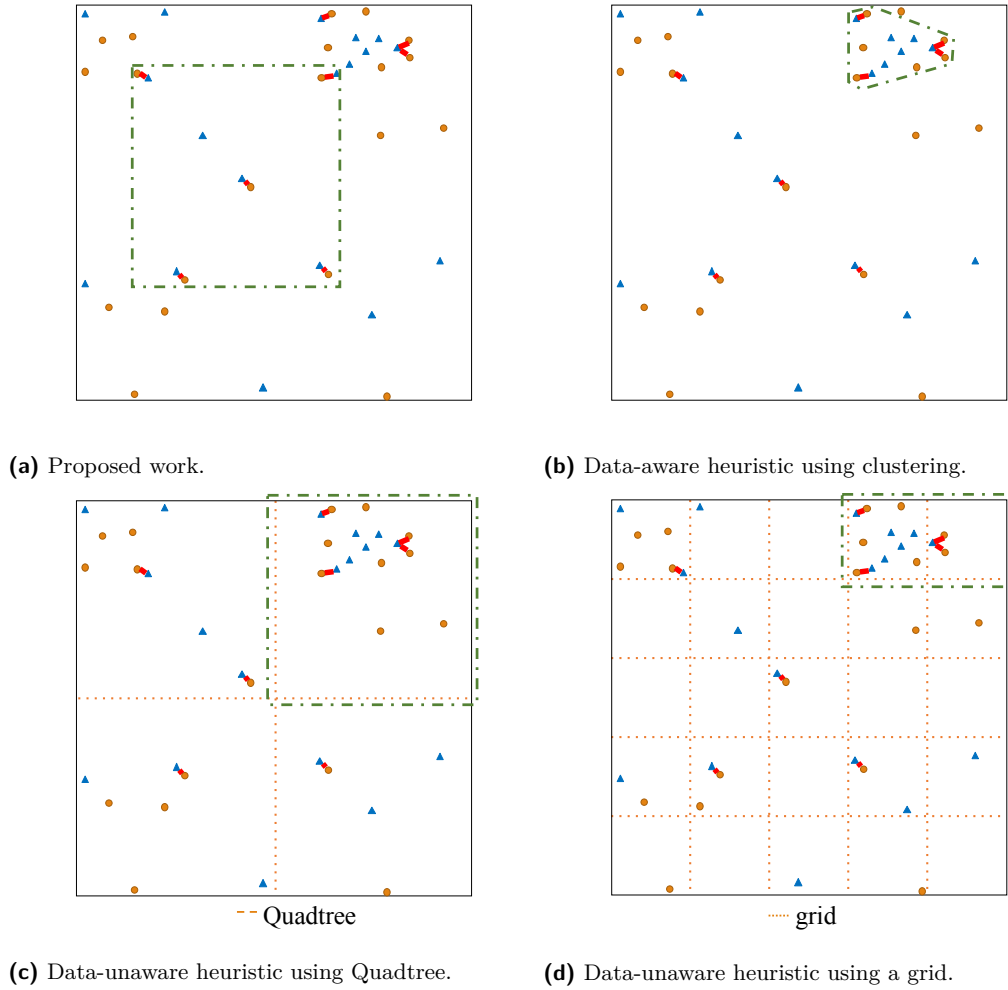 (a) Proposed work.
(b) Data-aware heuristic using clustering.
Quadtree
grid
(c) Data-unaware heuristic using Quadtree.
(d) Data-unaware heuristic using a grid.